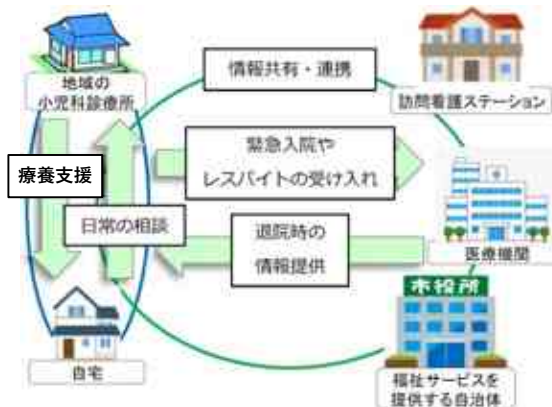 地域の
小児科診療所
情報共有・連携
訪問看護ステーション
療養支援
緊急入院や
レスパイトの受け入れ
日常の相談
退院時の
情報提供
医療機関
市役所
自宅
福祉サービスを
提供する自治体